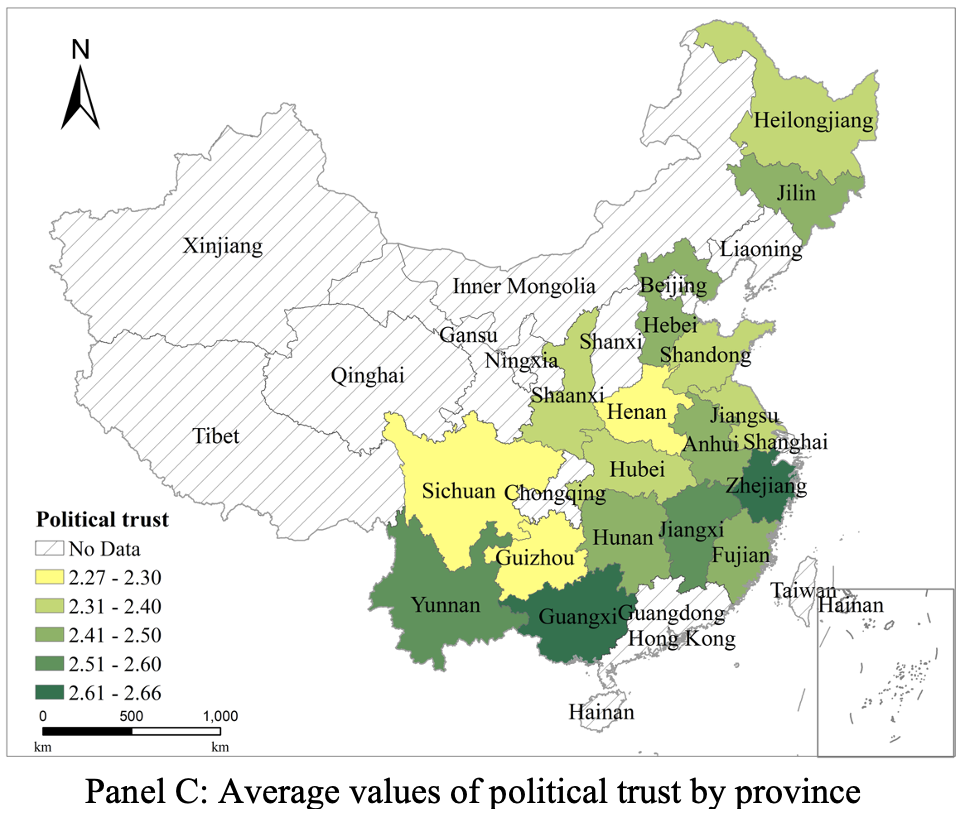 N
Heilongjiang
Jilin
Liaoning
Xinjiang
Inner Mongolia
Beijing
Hebei
Gansu
Shanxi
Shandong
Ningxia
Qinghai
Shaanxi
Henan
Jiangsu
Tibet
Anhui
Shanghai
Hubei
Sichuan
Chongqing
Zhejiang
Hunan
Jiangxi
Guizhou
Fujian
Yunnan
Guangxi
Guangdong
Taiwan
Hainan
Hong Kong
Hainan
Political trust
No Data
2.27 - 2.30
2.31 - 2.40
2.41 - 2.50
2.51 - 2.60
2.61 - 2.66
0 500 1,000
km km
Panel C: Average values of political trust by province